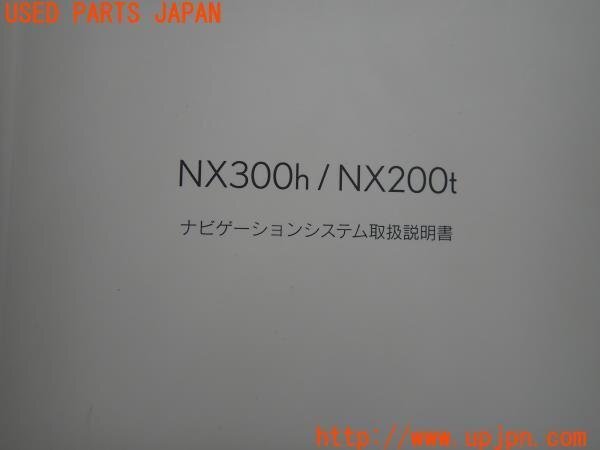 USED PARTS JAPAN
NX300h / NX200t
ナビゲーションシステム取扱説明書
http://www.upjpn.com/